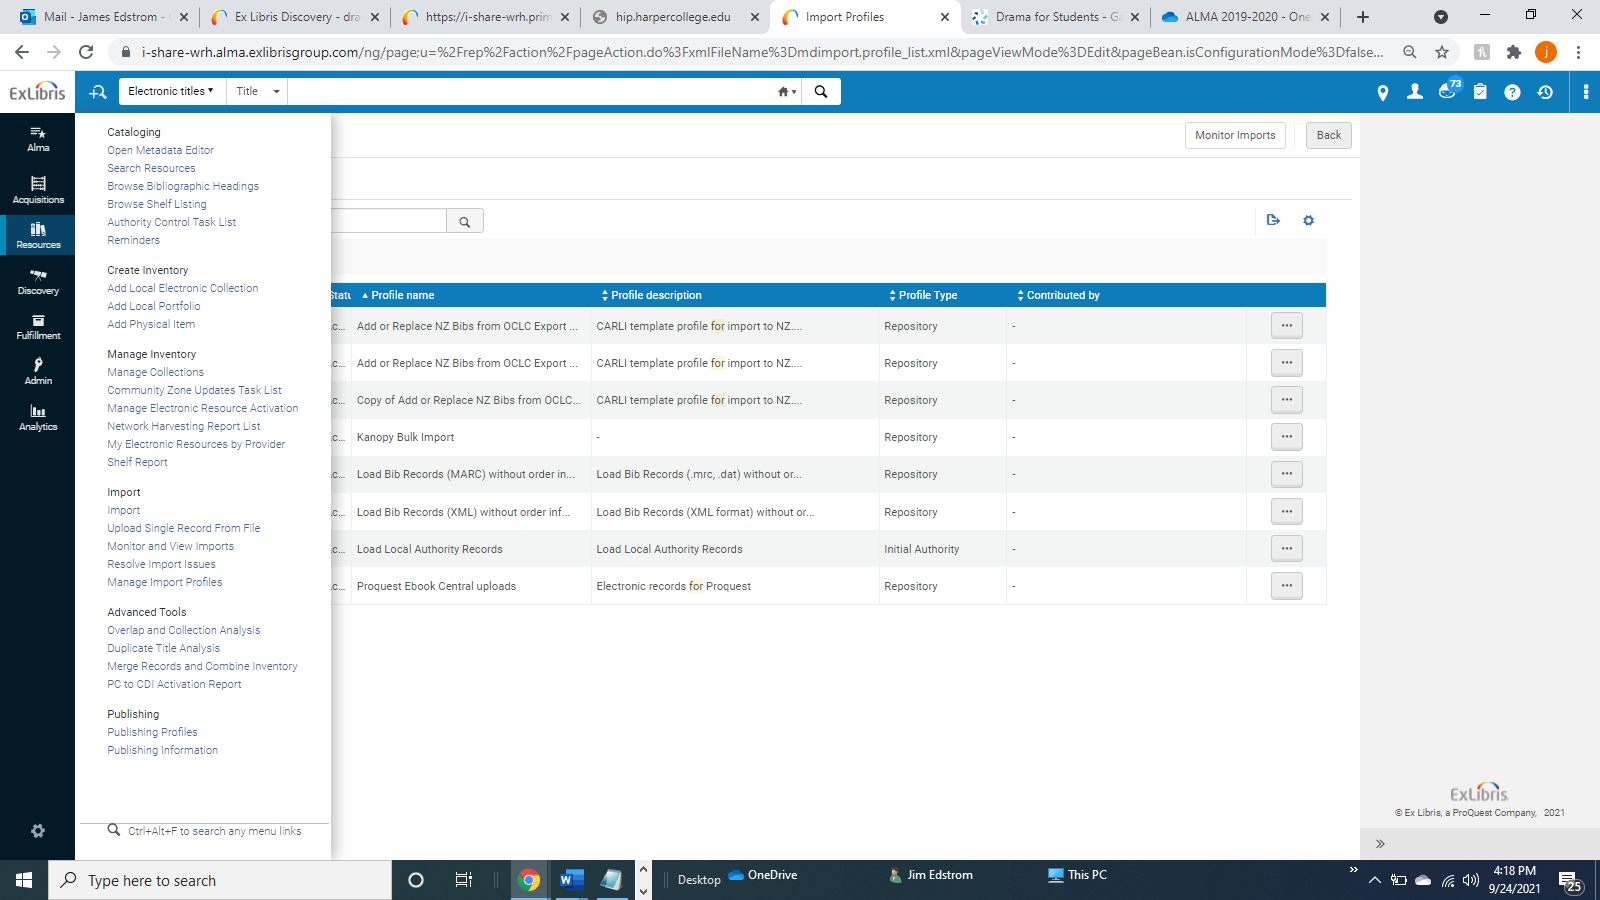 Mail - James Edstrom - 
Ex Libris Discovery - dra
https://i-share-wrh.prim
hip.harpercollege.edu
Import Profiles
Drama for Students - Ga
ALMA 2019-2020 - One
i-share-wrh.alma.exlibrisgroup.com/ng/page;u=%2Frep%2Faction%2FpageAction.do%3FxmlFileName%3Dmdimport.profile_list.xml&pageViewMode%3DEdit&pageBean.isConfigurationMode%3Dfalse...
j
ExLibris
Electronic titles
Title
73
Alma
Acquisitions
Resources
Discovery
Fulfillment
Admin
Analytics
Cataloging
Open Metadata Editor
Search Resources
Browse Bibliographic Headings
Browse Shelf Listing
Authority Control Task List
Reminders
Create Inventory
Add Local Electronic Collection
Add Local Portfolio
Add Physical Item
Manage Inventory
Manage Collections
Community Zone Updates Task List
Manage Electronic Resource Activation
Network Harvesting Report List
My Electronic Resources by Provider
Shelf Report
Import
Import
Upload Single Record From File
Monitor and View Imports
Resolve Import Issues
Manage Import Profiles
Advanced Tools
Overlap and Collection Analysis
Duplicate Title Analysis
Merge Records and Combine Inventory
PC to CDI Activation Report
Publishing
Publishing Profiles
Publishing Information
Ctrl+Alt+F to search any menu links
Monitor Imports
Back
Profile name Profile description Profile Type Contributed by
.c... Add or Replace NZ Bibs from OCLC Export ... CARLI template profile for import to NZ.... Repository -
.c... Add or Replace NZ Bibs from OCLC Export ... CARLI template profile for import to NZ.... Repository -
.c... Copy of Add or Replace NZ Bibs from OCLC... CARLI template profile for import to NZ.... Repository -
.c... Kanopy Bulk Import - Repository -
.c... Load Bib Records (MARC) without order in... Load Bib Records (.mrc, .dat) without or... Repository -
.c... Load Bib Records (XML) without order inf... Load Bib Records (XML format) without or... Repository -
.c... Load Local Authority Records Load Local Authority Records Initial Authority -
.c... Proquest Ebook Central uploads Electronic records for Proquest Repository -
ExLibris
© Ex Libris, a ProQuest Company, 2021
Type here to search
Desktop
OneDrive
Jim Edstrom
This PC
4:18 PM
9/24/2021
25